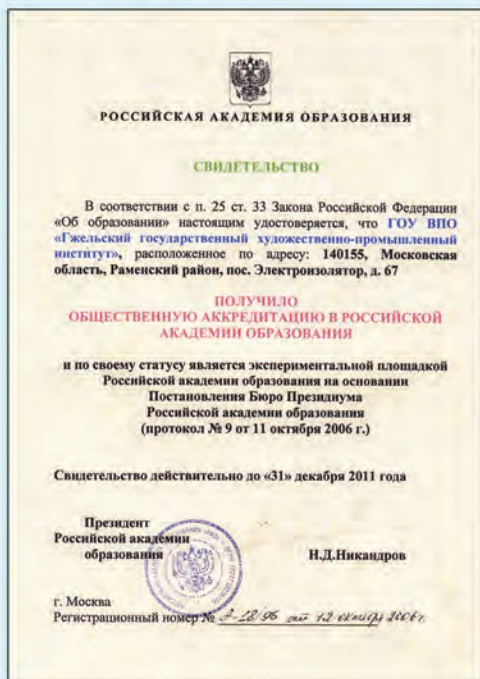 РОССИЙСКАЯ АКАДЕМИЯ ОБРАЗОВАНИЯ
СВИДЕТЕЛЬСТВО
В соответствии с п. 25 ст. 33 Закона Российской Федерации
«Об образовании» настоящим удостоверяется, что ГОУ ВПО
«Гжельский государственный художественно-промышленный
институт», расположенное по адресу: 140155, Московская
область, Раменский район, пос. Электроизолятор, д. 67
ПОЛУЧИЛО
ОБЩЕСТВЕННУЮ АККРЕДИТАЦИЮ В РОССИЙСКОЙ
АКАДЕМИИ ОБРАЗОВАНИЯ
и по своему статусу является экспериментальной площадкой
Российской академии образования на основании
Постановления Бюро Президиума
Российской академии образования
(протокол № 9 от 11 октября 2006 г.)
Свидетельство действительно до «31» декабря 2011 года
Президент
Российской академии
образования Н.Д.Никандров
г. Москва
Регистрационный номер № от 12 октября 2006 г.